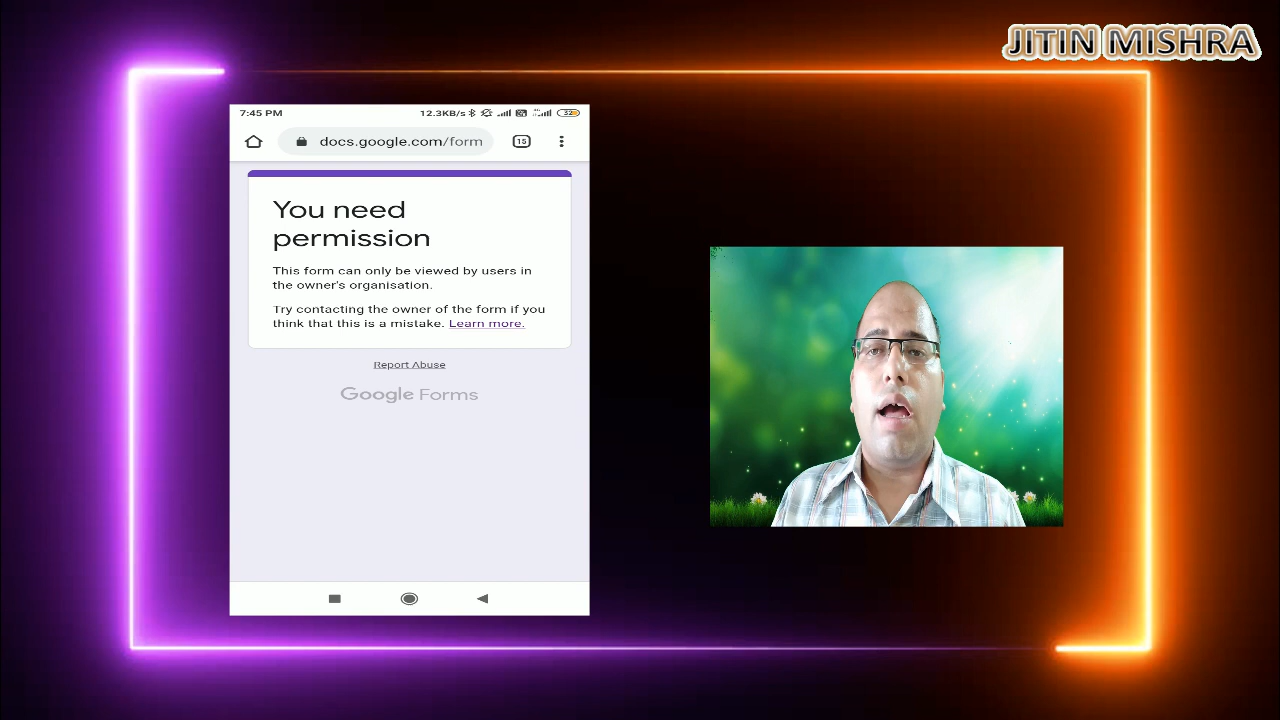 JITIN MISHRA
7:45 PM
12.3KB/s
32
docs.google.com/form
15
You need
permission
This form can only be viewed by users in
the owner's organisation.
Try contacting the owner of the form if you
think that this is a mistake. Learn more.
Report Abuse
Google Forms